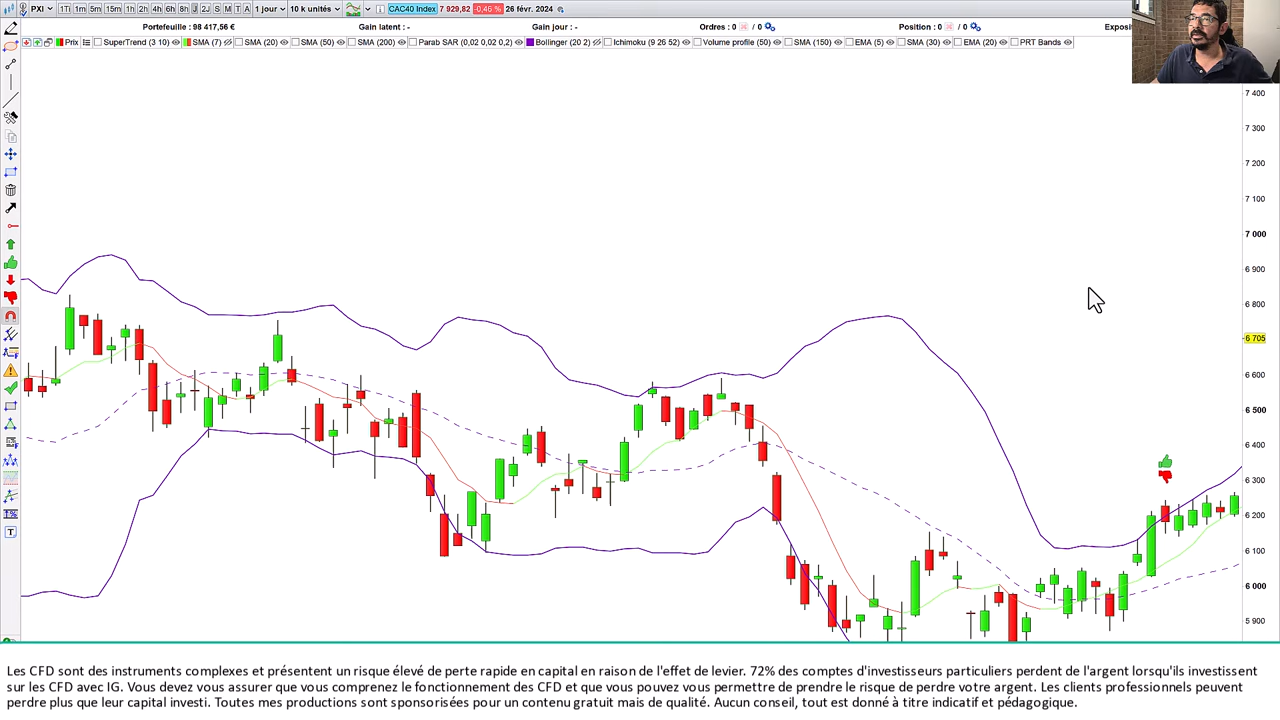 PXI 1Ti 1m 5m 15m 1h 2h 4h 6h 8h J 2J S M T A 1 jour 10 k unités i CAC40 Index 7 929,82 -0,46 % 26 févr. 2024
Portefeuille : 98 417,56 € Gain latent : - Gain jour : - Ordres : 0 / 0 Position : 0 / 0 Exposi
Prix SuperTrend (3 10) SMA (7) SMA (20) SMA (50) SMA (200) Parab SAR (0,02 0,02 0,2) Bollinger (20 2) Ichimoku (9 26 52) Volume profile (50) SMA (150) EMA (5) SMA (30) EMA (20) PRT Bands
7 400
7 300
7 200
7 100
7 000
6 900
6 800
6 705
6 600
6 500
6 400
6 300
6 200
6 100
6 000
5 900
Les CFD sont des instruments complexes et présentent un risque élevé de perte rapide en capital en raison de l'effet de levier. 72% des comptes d'investisseurs particuliers perdent de l'argent lorsqu'ils investissent
sur les CFD avec IG. Vous devez vous assurer que vous comprenez le fonctionnement des CFD et que vous pouvez vous permettre de prendre le risque de perdre votre argent. Les clients professionnels peuvent
perdre plus que leur capital investi. Toutes mes productions sont sponsorisées pour un contenu gratuit mais de qualité. Aucun conseil, tout est donné à titre indicatif et pédagogique.